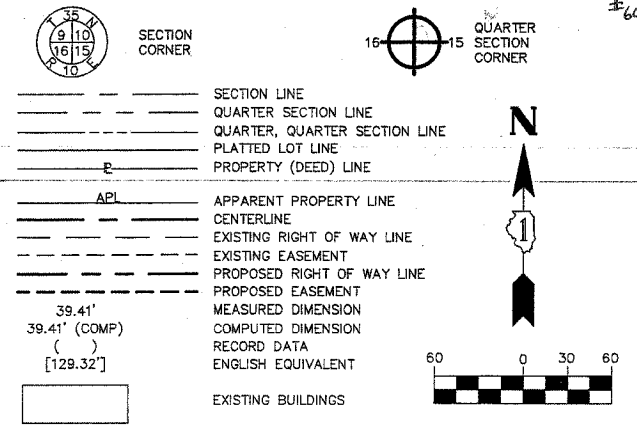 T 35 N
9 10
16 15
R 10 E
SECTION
CORNER
16 15
QUARTER
SECTION
CORNER
SECTION LINE
QUARTER SECTION LINE
QUARTER, QUARTER SECTION LINE
PLATTED LOT LINE
PROPERTY (DEED) LINE
APL APPARENT PROPERTY LINE
CENTERLINE
EXISTING RIGHT OF WAY LINE
EXISTING EASEMENT
PROPOSED RIGHT OF WAY LINE
PROPOSED EASEMENT
39.41' MEASURED DIMENSION
39.41' (COMP) COMPUTED DIMENSION
( ) RECORD DATA
[129.32'] ENGLISH EQUIVALENT
EXISTING BUILDINGS
N
1
60 0 30 60